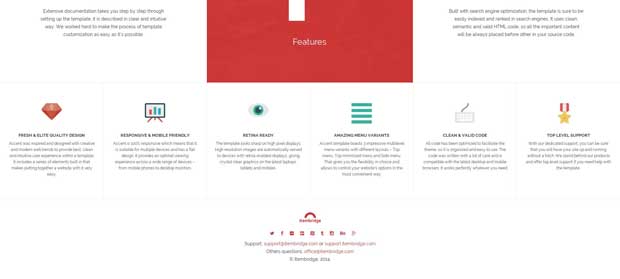 Extensive documentation takes you step by step through
setting up the template, it is described in clear and intuitive
way. We worked hard to make the process of template
customization as easy as it's possible
Features
Built with search engine optimization, the template is sure to be
easily indexed and ranked in search engines. It uses clean,
semantic and valid HTML code, so all the important content
will be always placed before other in your source code.
FRESH & ELITE QUALITY DESIGN
Accent was inspired and designed with creative
and modern web trends to provide best, clean
and intuitive user experience within a template.
It includes a series of elements built in that
makes putting together a website with it very
easy.
RESPONSIVE & MOBILE FRIENDLY
Accent is 100% responsive which means that it
is suitable for multiple devices and has a flat
design. It provides an optimal viewing
experience across a wide range of devices –
from mobile phones to desktop monitors.
RETINA READY
The template looks sharp on high pixels displays.
High-resolution images are automatically served
to devices with retina enabled displays, giving
crystal clear graphics on the latest laptops
tablets and mobiles.
AMAZING MENU VARIANTS
Accent template boasts 3 impressive multilevel
menu variants with different layouts – Top
menu, Top minimized menu and Side menu.
That gives you the flexibility in choice and
allows to control your website's options in the
most convenient way.
CLEAN & VALID CODE
All code has been optimized to facilitate the
theme, so it is organized and easy to use. The
code was written with a lot of care and is
compatible with the latest desktop and mobile
browsers. It works perfectly wherever you need.
TOP LEVEL SUPPORT
With our dedicated support, you can be sure
that you will have your site up and running
without a hitch. We stand behind our products
and offer top level support if you need help with
the template.
Itembridge
Support: support@itembridge.com or support.itembridge.com
Others questions: office@itembridge.com
© Itembridge, 2014